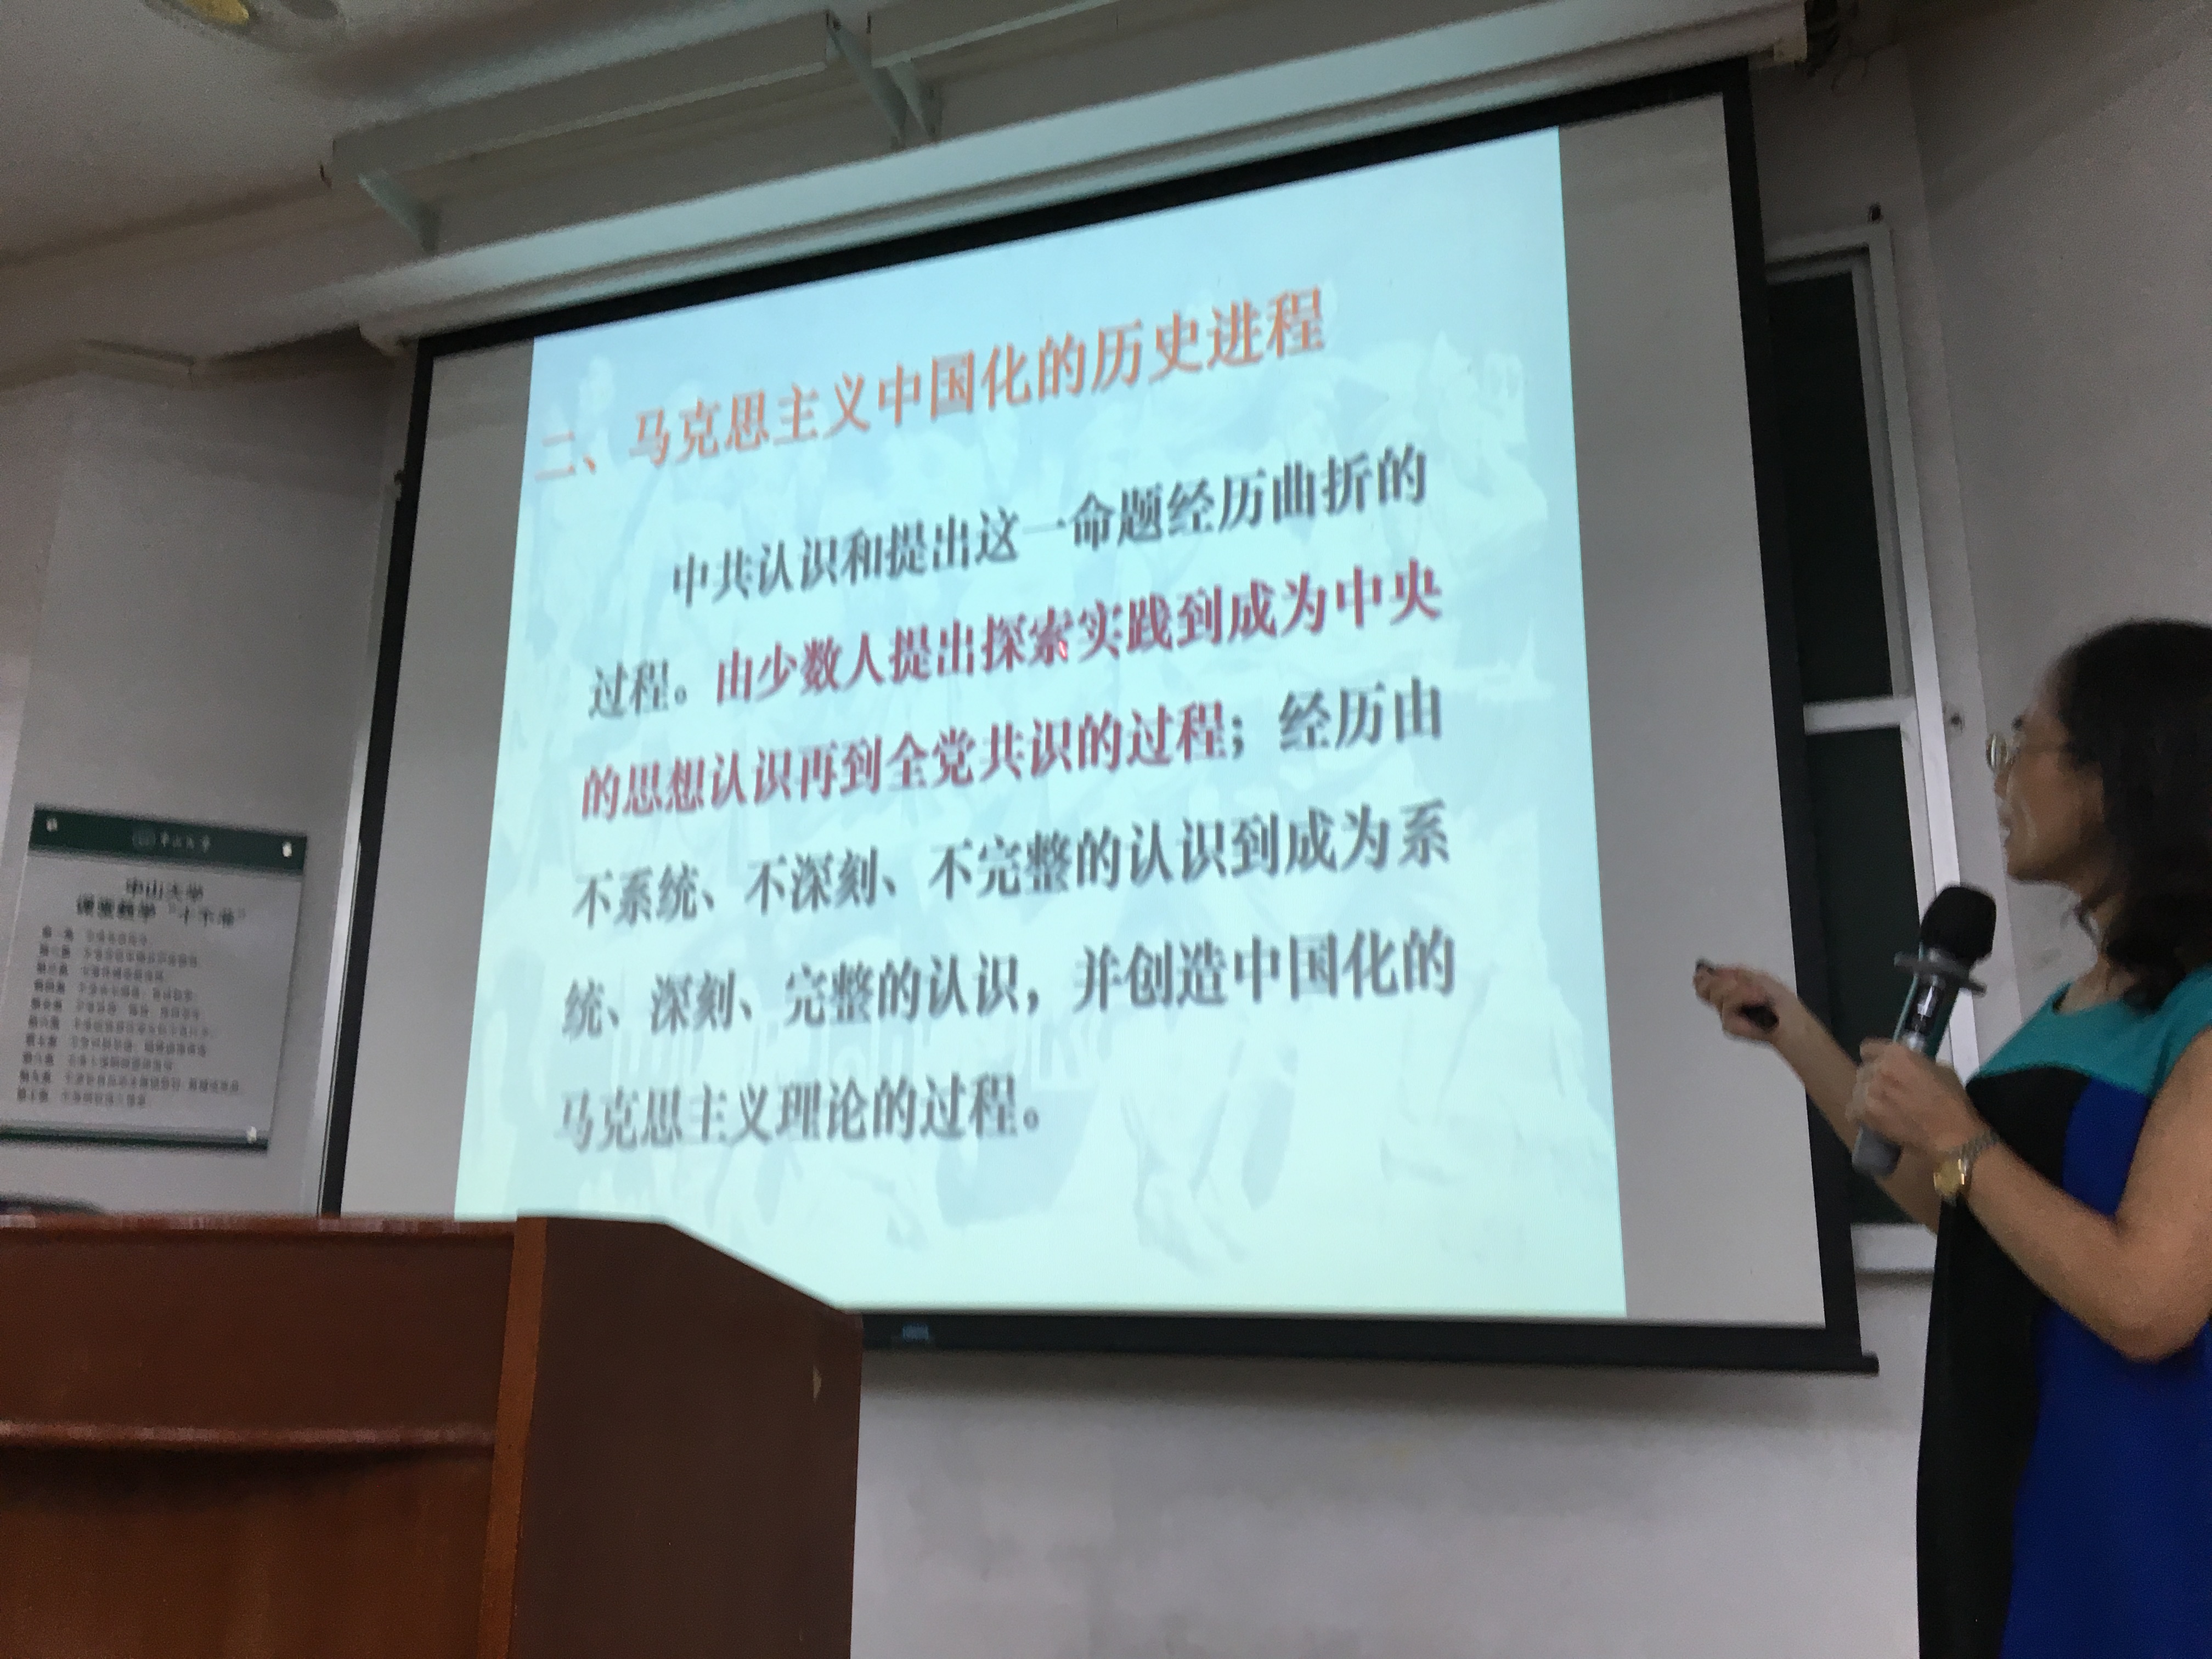 二、马克思主义中国化的历史进程
中共认识和提出这一命题经历曲折的
过程。由少数人提出探索实践到成为中央
的思想认识再到全党共识的过程；经历由
不系统、不深刻、不完整的认识到成为系
统、深刻、完整的认识，并创造中国化的
马克思主义理论的过程。
中山大学
中山大学
课堂教学“十不准”